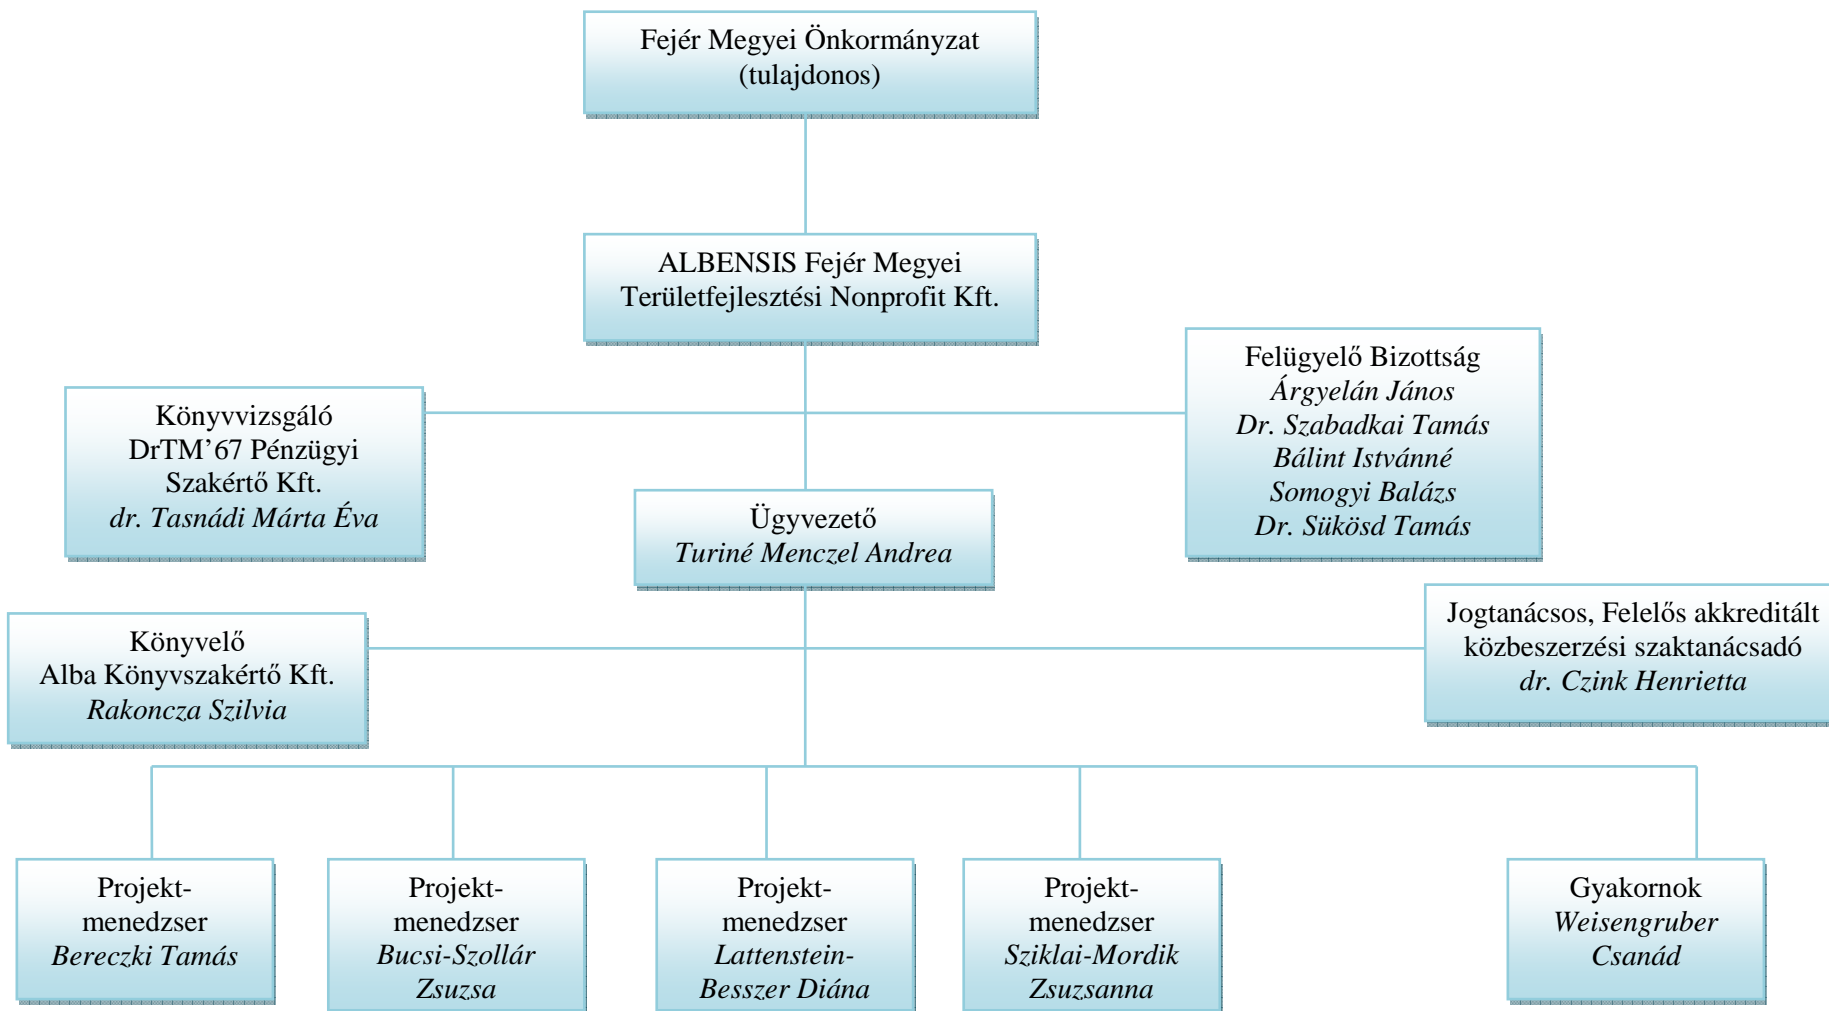 Fejér Megyei Önkormányzat
(tulajdonos)
ALBENSIS Fejér Megyei
Területfejlesztési Nonprofit Kft.
Könyvvizsgáló
DrTM’67 Pénzügyi
Szakértő Kft.
dr. Tasnádi Márta Éva
Felügyelő Bizottság
Árgyelán János
Dr. Szabadkai Tamás
Bálint Istvánné
Somogyi Balázs
Dr. Sükösd Tamás
Ügyvezető
Turiné Menczel Andrea
Könyvelő
Alba Könyvszakértő Kft.
Rakoncza Szilvia
Jogtanácsos, Felelős akkreditált
közbeszerzési szaktanácsadó
dr. Czink Henrietta
Projekt-
menedzser
Bereczki Tamás
Projekt-
menedzser
Bucsi-Szollár
Zsuzsa
Projekt-
menedzser
Lattenstein-
Besszer Diána
Projekt-
menedzser
Sziklai-Mordik
Zsuzsanna
Gyakornok
Weisengruber
Csanád